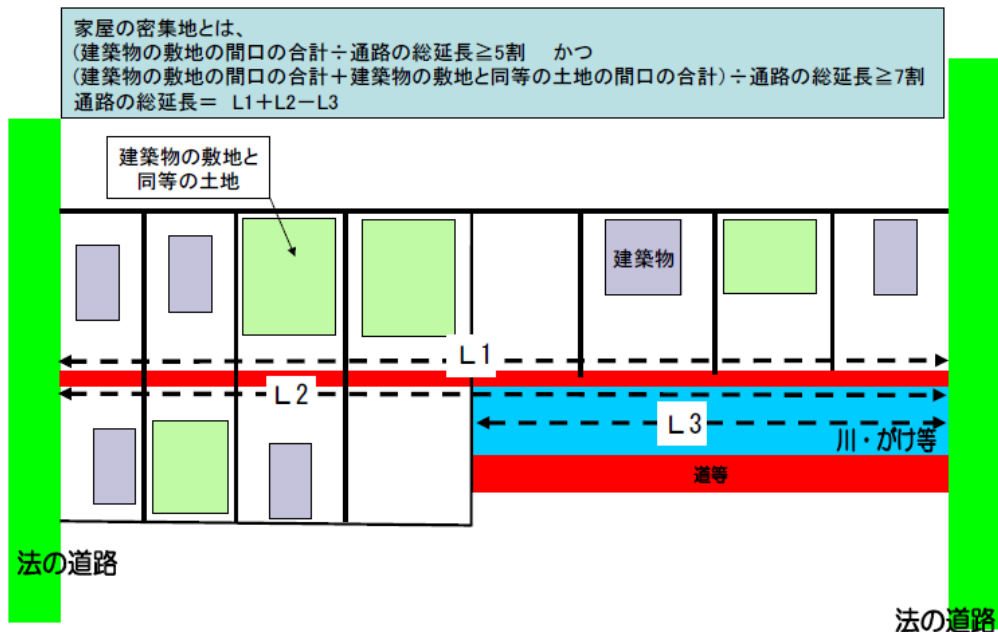 家屋の密集地とは、
(建築物の敷地の間口の合計÷通路の総延長≧5割　かつ
(建築物の敷地の間口の合計＋建築物の敷地と同等の土地の間口の合計)÷通路の総延長≧7割
通路の総延長＝ L1＋L2－L3
建築物の敷地と
同等の土地
建築物
L1
L2
L3
川・がけ等
道等
法の道路
法の道路